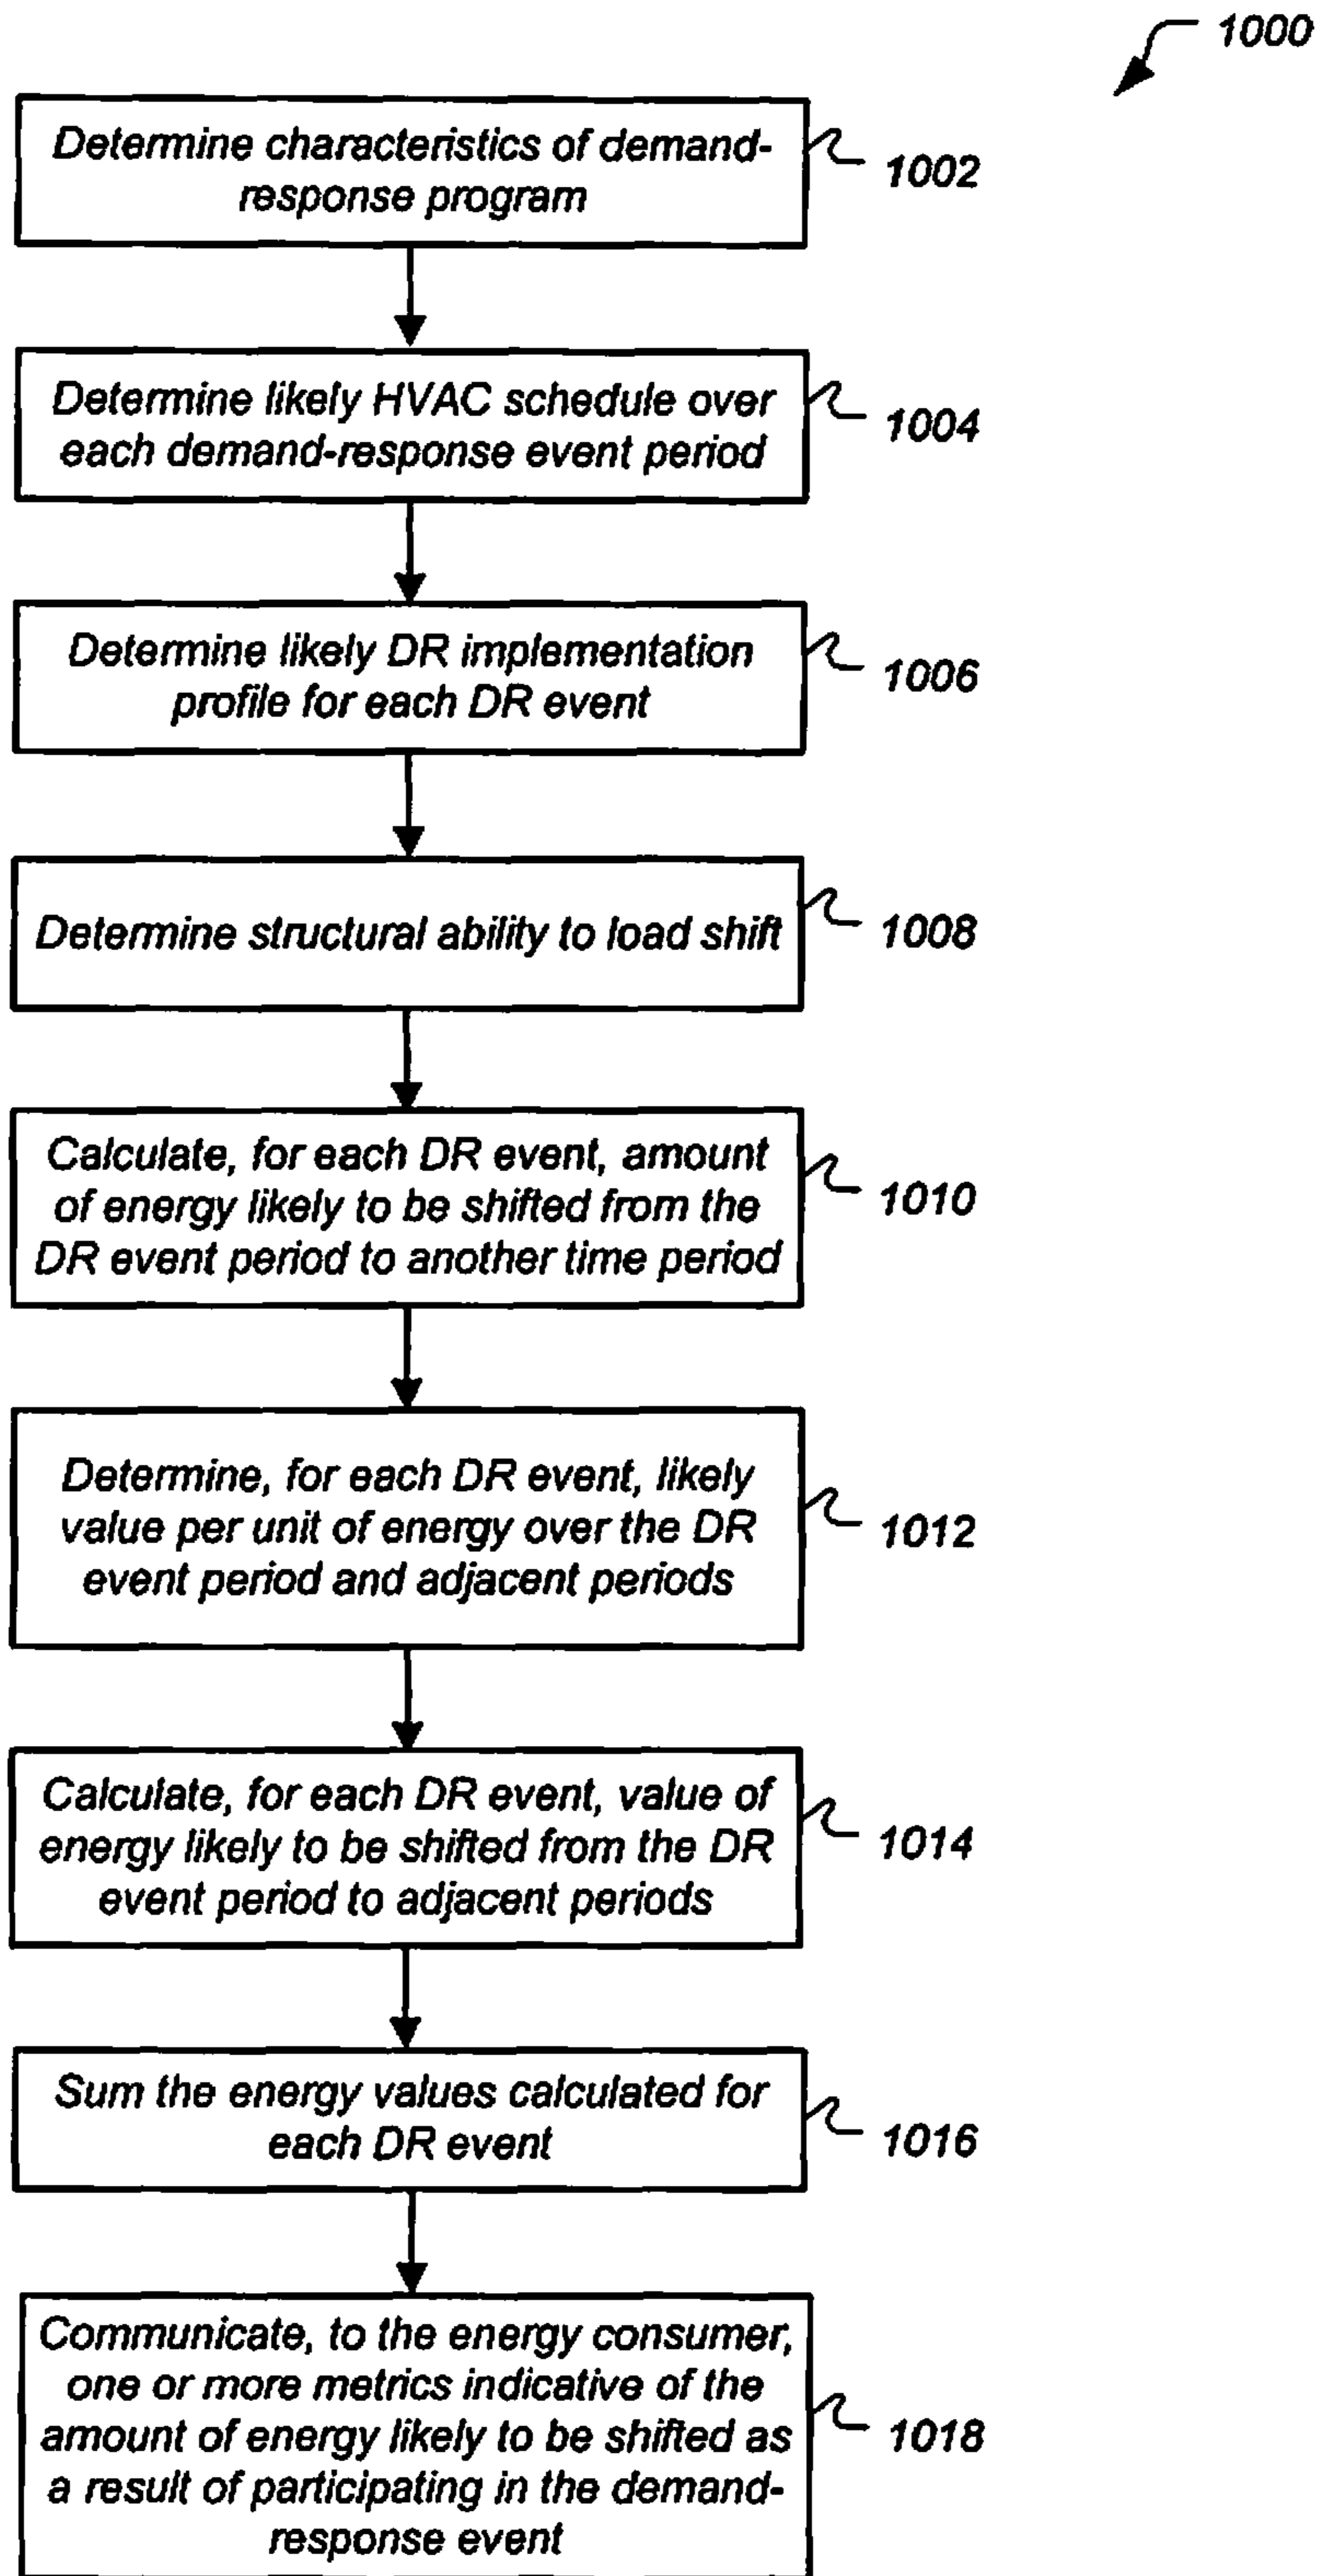 1000
Determine characteristics of demand-
response program
1002
Determine likely HVAC schedule over
each demand-response event period
1004
Determine likely DR implementation
profile for each DR event
1006
Determine structural ability to load shift
1008
Calculate, for each DR event, amount
of energy likely to be shifted from the
DR event period to another time period
1010
Determine, for each DR event, likely
value per unit of energy over the DR
event period and adjacent periods
1012
Calculate, for each DR event, value of
energy likely to be shifted from the DR
event period to adjacent periods
1014
Sum the energy values calculated for
each DR event
1016
Communicate, to the energy consumer,
one or more metrics indicative of the
amount of energy likely to be shifted as
a result of participating in the demand-
response event
1018